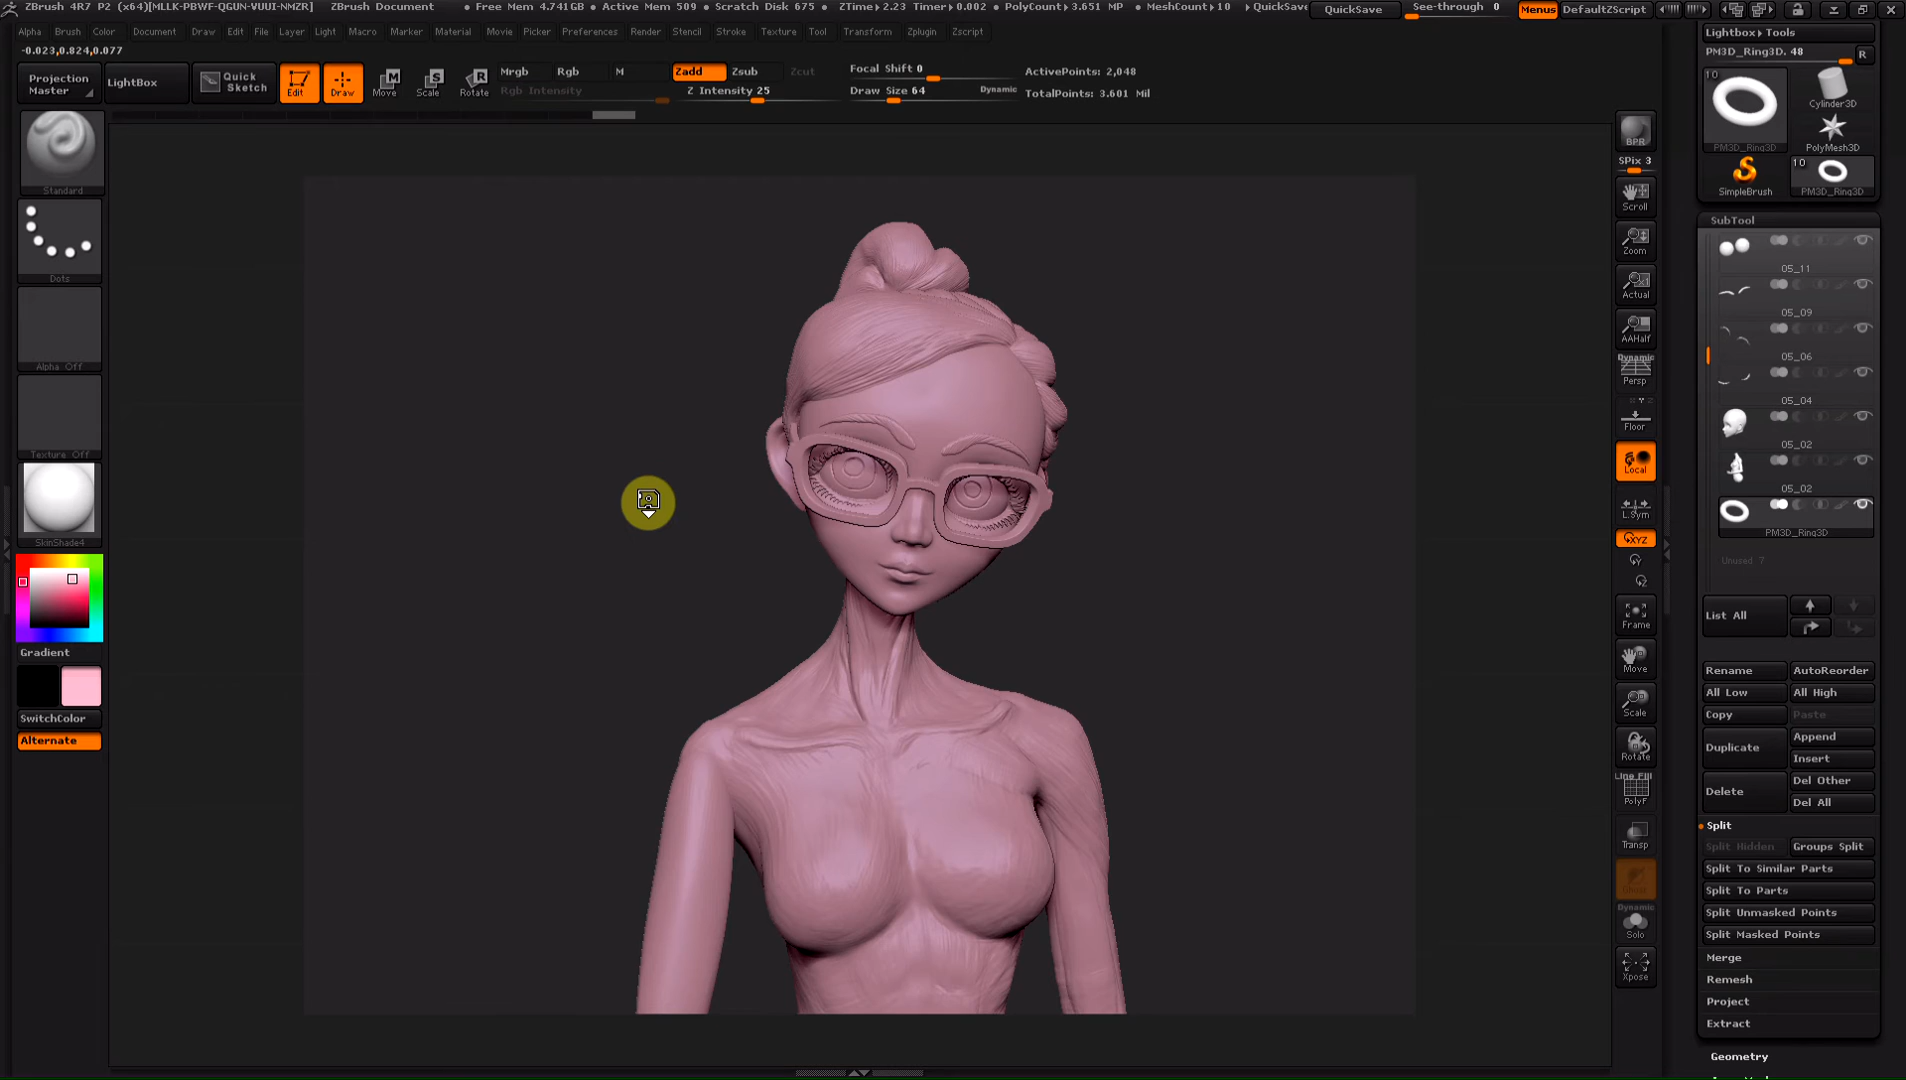 ZBrush 4R7 P2 (x64)[MLLK-PBWF-QGUN-VUUI-NMZR] ZBrush Document • Free Mem 4.741GB • Active Mem 509 • Scratch Disk 675 • ZTime▸2.23 Timer▸0.002 • PolyCount▸3.651 MP • MeshCount▸10 QuickSave See-through 0 Menus DefaultZScript
Alpha Brush Color Document Draw Edit File Layer Light Macro Marker Material Movie Picker Preferences Render Stencil Stroke Texture Tool Transform Zplugin Zscript
-0.023,0.824,0.077
Projection Master
LightBox
Quick Sketch
Edit
Draw
Move
Scale
Rotate
Mrgb Rgb M
Rgb Intensity
Zadd Zsub Zcut
Z Intensity 25
Focal Shift 0
Draw Size 64 Dynamic
ActivePoints: 2,048
TotalPoints: 3.601 Mil
Standard
Dots
Alpha Off
Texture Off
SkinShade4
Gradient
SwitchColor
Alternate
BPR
SPix 3
Scroll
Zoom
Actual
AAHalf
Dynamic
Persp
Floor
Local
L.Sym
XYZ
Y
Z
Frame
Move
Scale
Rotate
Line Fill
PolyF
Transp
Dynamic
Solo
Xpose
Lightbox▸Tools
PM3D_Ring3D. 48 R
10
PM3D_Ring3D
Cylinder3D
PolyMesh3D
SimpleBrush
10
PM3D_Ring3D
SubTool
05_11
05_09
05_06
05_04
05_02
05_02
PM3D_Ring3D
Unused 7
List All
Rename AutoReorder
All Low All High
Copy Paste
Duplicate
Append
Insert
Delete
Del Other
Del All
Split
Split Hidden Groups Split
Split To Similar Parts
Split To Parts
Split Unmasked Points
Split Masked Points
Merge
Remesh
Project
Extract
Geometry